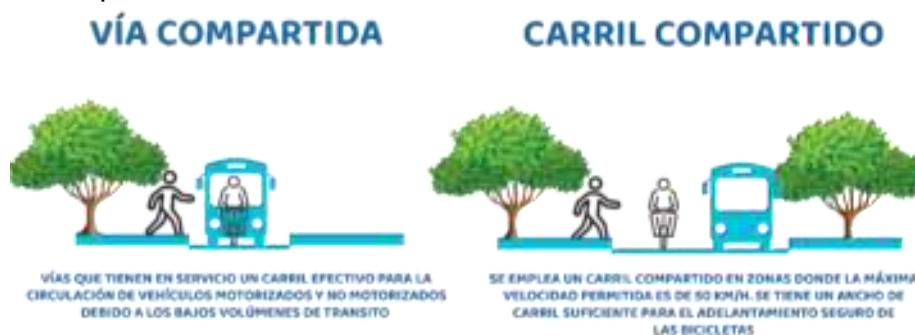 VÍA COMPARTIDA
VÍAS QUE TIENEN EN SERVICIO UN CARRIL EFECTIVO PARA LA
CIRCULACIÓN DE VEHÍCULOS MOTORIZADOS Y NO MOTORIZADOS
DEBIDO A LOS BAJOS VOLÚMENES DE TRANSITO
CARRIL COMPARTIDO
SE EMPLEA UN CARRIL COMPARTIDO EN ZONAS DONDE LA MÁXIMA
VELOCIDAD PERMITIDA ES DE 50 KM/H. SE TIENE UN ANCHO DE
CARRIL SUFICIENTE PARA EL ADELANTAMIENTO SEGURO DE
LAS BICICLETAS